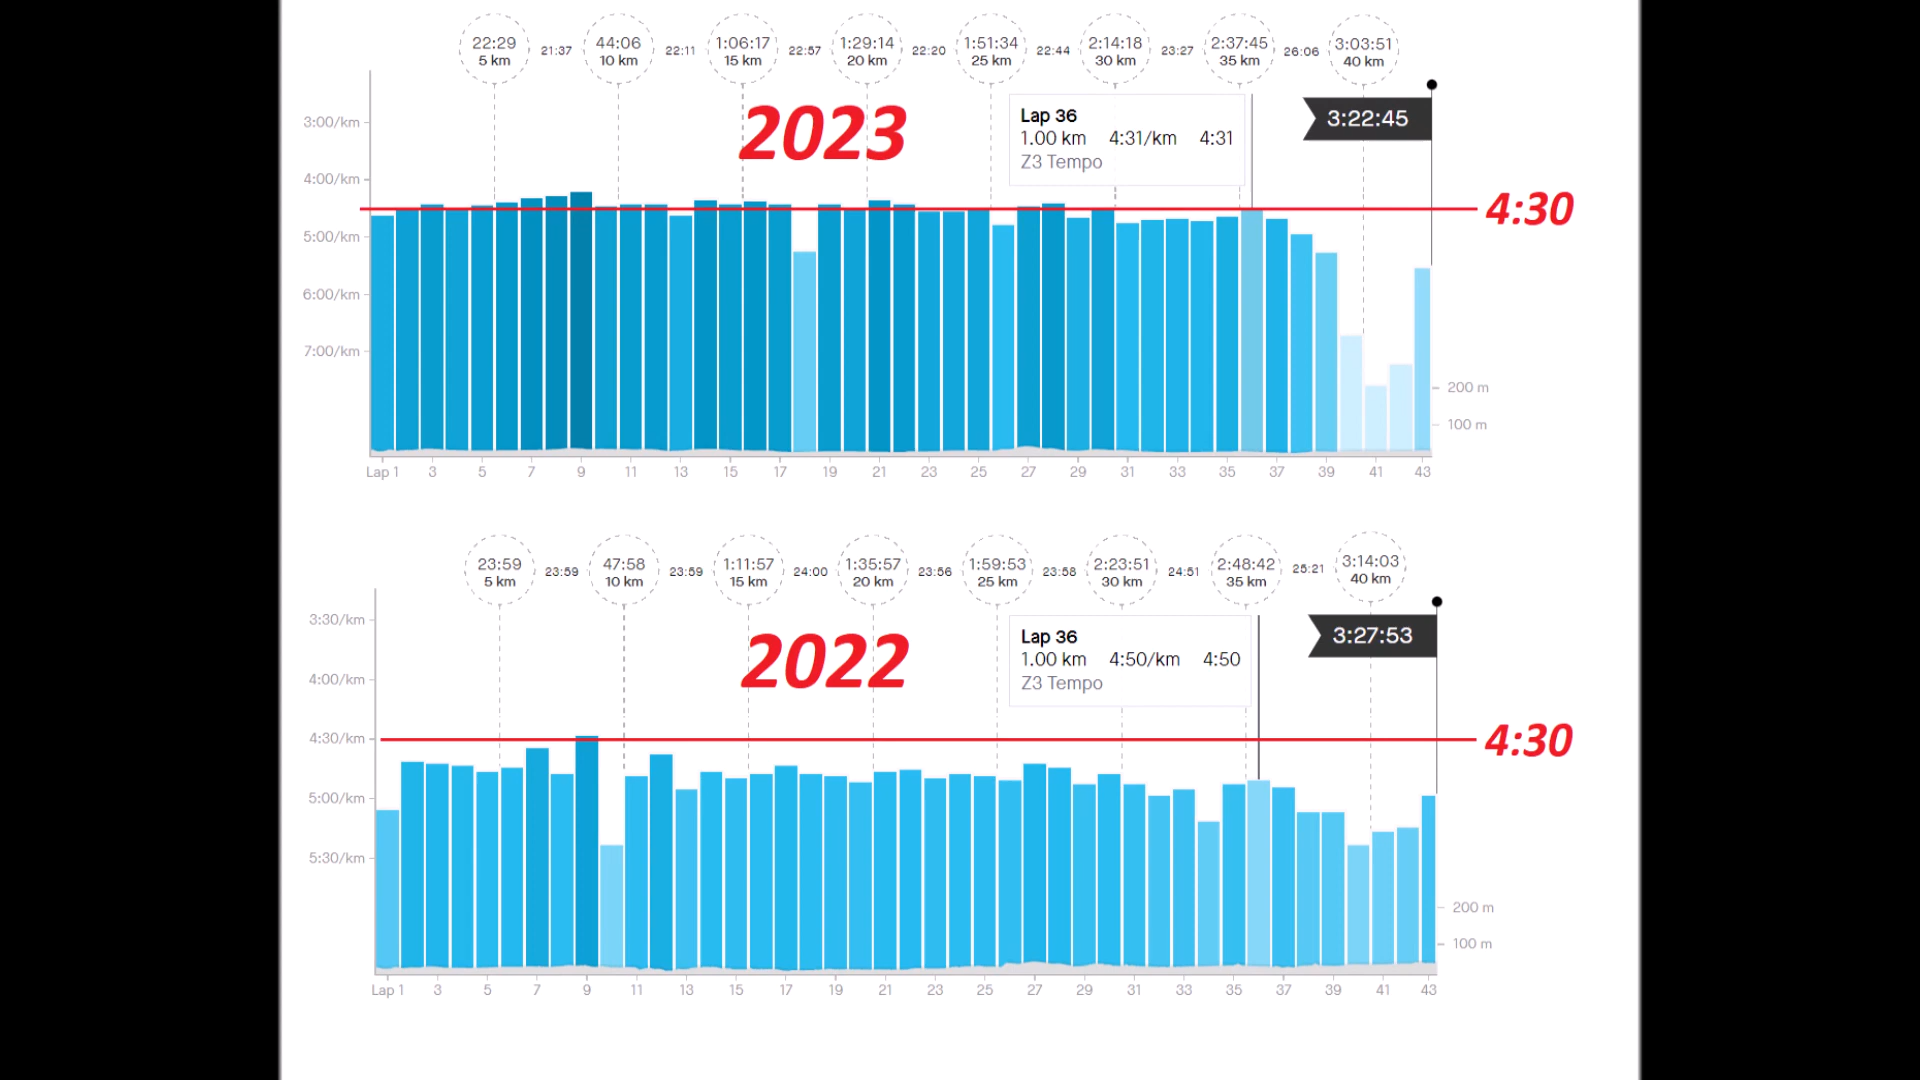 22:29 21:37 44:06 22:11 1:06:17 22:57 1:29:14 22:20 1:51:34 22:44 2:14:18 23:27 2:37:45 26:06 3:03:51
5 km 10 km 15 km 20 km 25 km 30 km 35 km 40 km
2023
Lap 36
1.00 km 4:31/km 4:31
Z3 Tempo
3:22:45
4:30
3:00/km
4:00/km
5:00/km
6:00/km
7:00/km
200 m
100 m
Lap 1 3 5 7 9 11 13 15 17 19 21 23 25 27 29 31 33 35 37 39 41 43
23:59 23:59 47:58 23:59 1:11:57 24:00 1:35:57 23:56 1:59:53 23:58 2:23:51 24:51 2:48:42 25:21 3:14:03
5 km 10 km 15 km 20 km 25 km 30 km 35 km 40 km
2022
Lap 36
1.00 km 4:50/km 4:50
Z3 Tempo
3:27:53
4:30
3:30/km
4:00/km
4:30/km
5:00/km
5:30/km
200 m
100 m
Lap 1 3 5 7 9 11 13 15 17 19 21 23 25 27 29 31 33 35 37 39 41 43